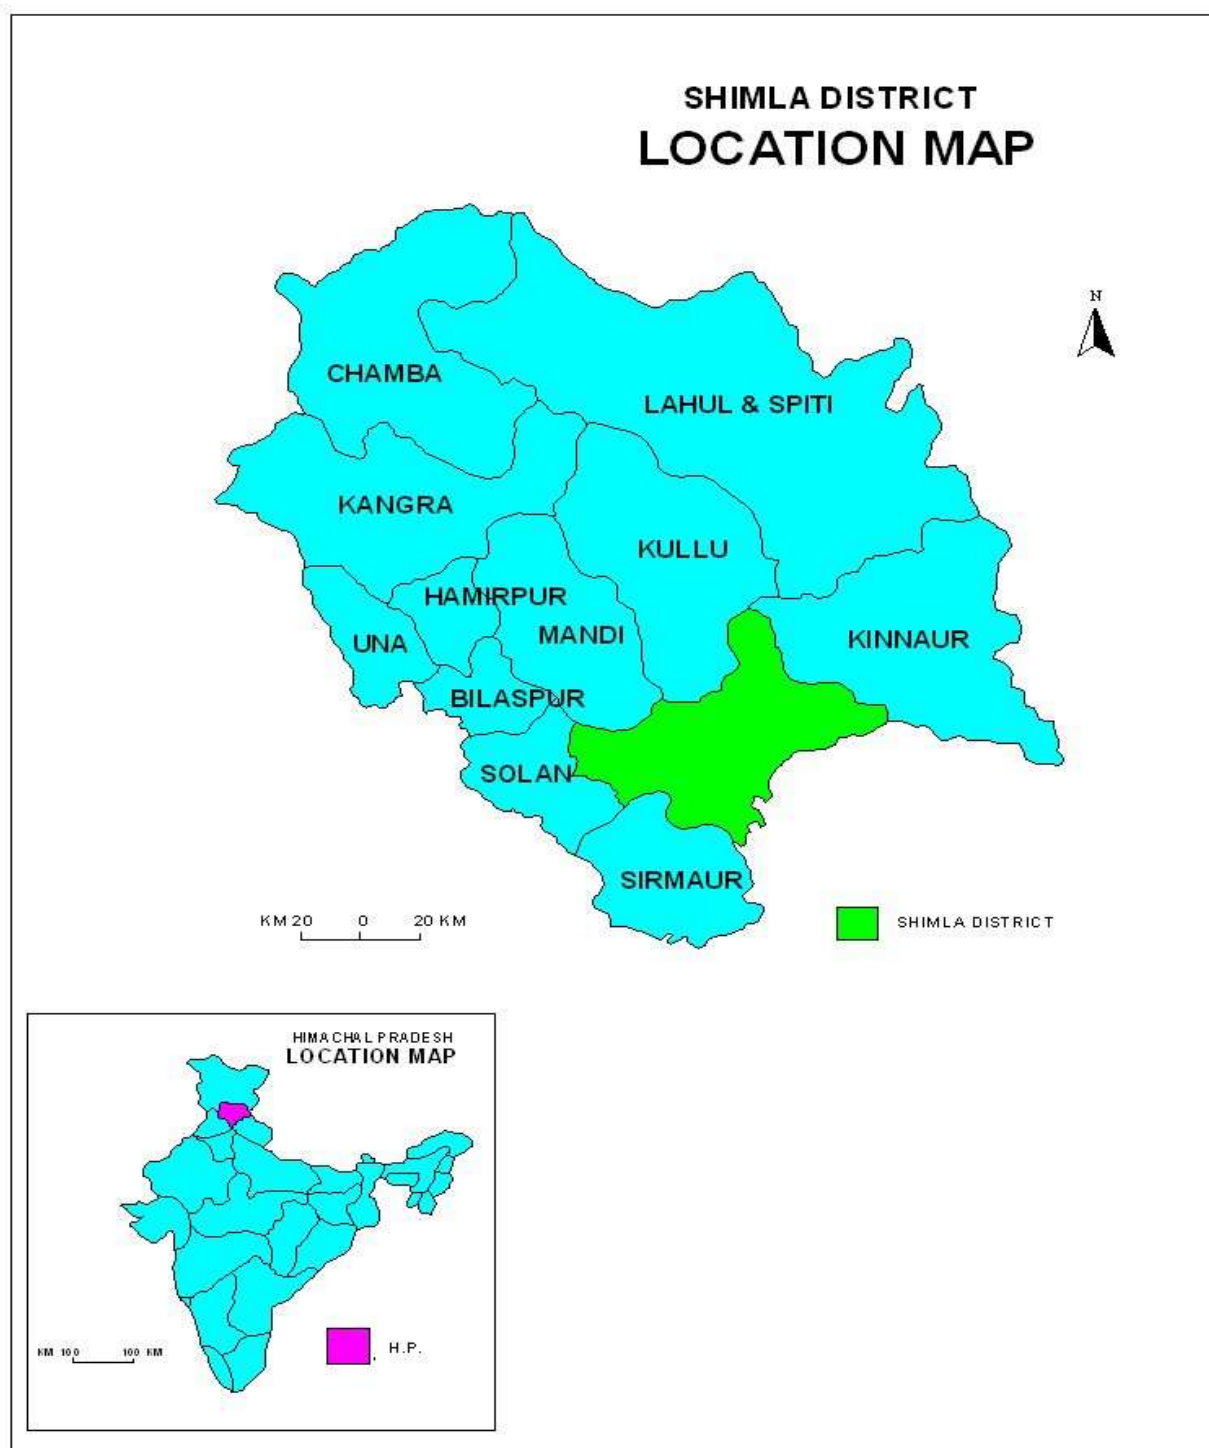 SHIMLA DISTRICT
LOCATION MAP
N
CHAMBA
LAHUL & SPITI
KANGRA
KULLU
HAMIRPUR
MANDI
UNA
KINNAUR
BILASPUR
SOLAN
SIRMAUR
KM 20 0 20 KM
SHIMLA DISTRICT
HIMACHAL PRADESH
LOCATION MAP
KM 100 100 KM
H.P.